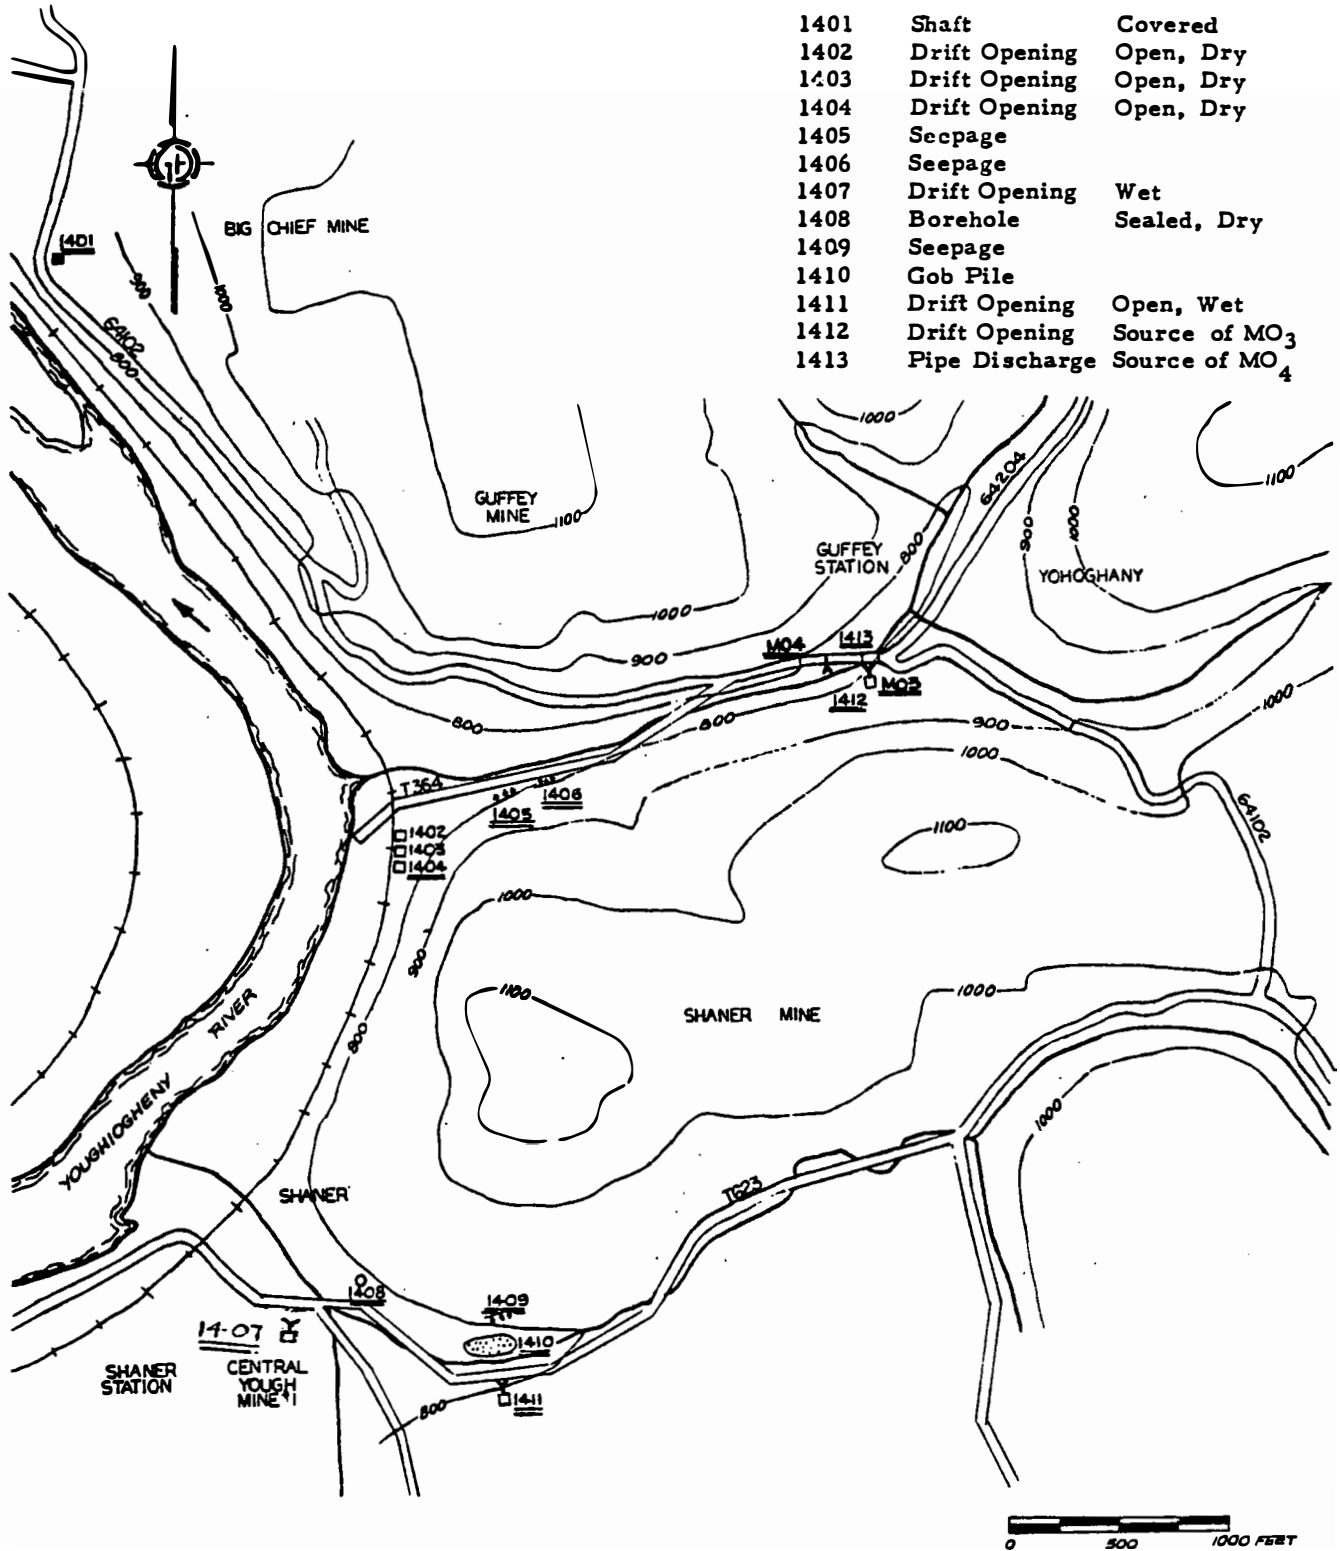 1401 Shaft Covered
1402 Drift Opening Open, Dry
1403 Drift Opening Open, Dry
1404 Drift Opening Open, Dry
1405 Seepage
1406 Seepage
1407 Drift Opening Wet
1408 Borehole Sealed, Dry
1409 Seepage
1410 Gob Pile
1411 Drift Opening Open, Wet
1412 Drift Opening Source of MO3
1413 Pipe Discharge Source of MO4
1401
BIG CHIEF MINE
900
1000
64102
800
1000
64204
1100
GUFFEY
MINE
1100
900
1000
GUFFEY
STATION
800
YOHOGHANY
1000
M04
1413
900
M03
1412
1000
800
800
900
1000
T364
1406
1405
64102
1402
1403
1404
1100
1000
900
1100
1000
SHANER MINE
RIVER
800
YOUGHIOGHENY
1000
SHANER
T623
1408
1409
14-07
1410
SHANER
STATION
CENTRAL
YOUGH
MINE #1
1411
800
0 500 1000 FEET